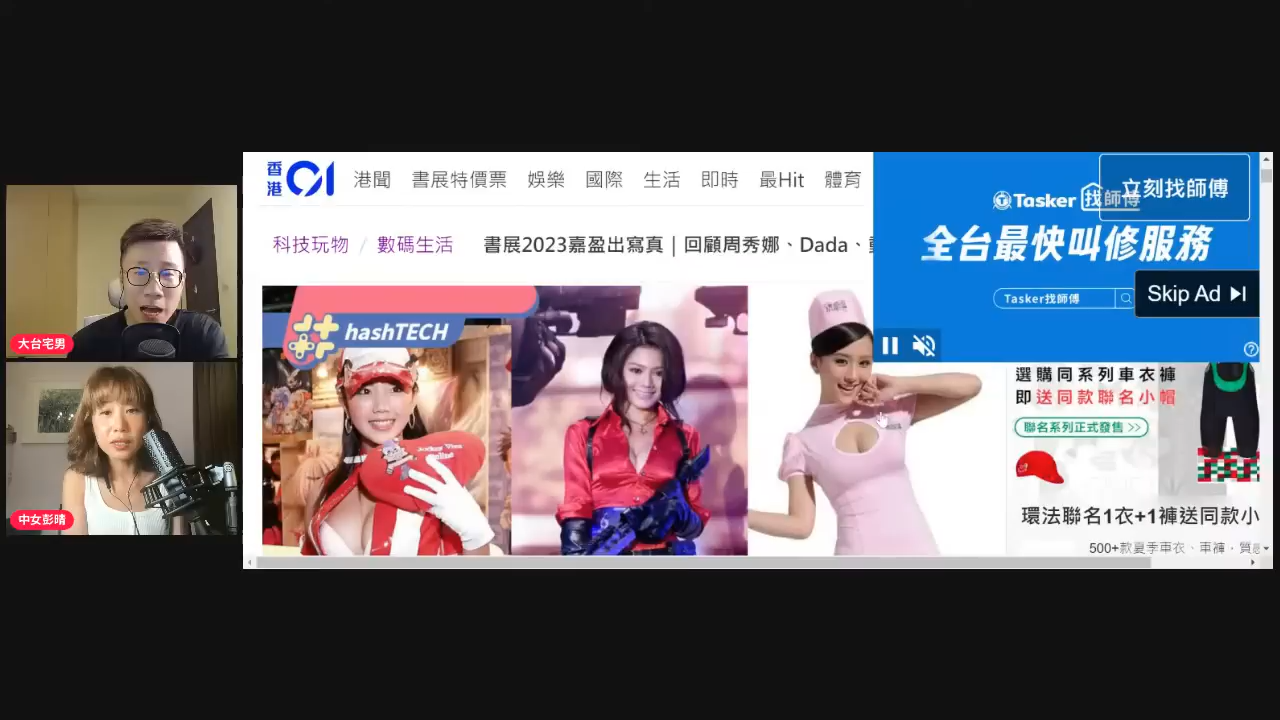 大台宅男
中女彭晴
香港01
港聞 書展特價票 娛樂 國際 生活 即時 最Hit 體育
科技玩物 / 數碼生活
書展2023嘉盈出寫真｜回顧周秀娜、Dada、
hashTECH
Tasker 找師傅
立刻找師傅
全台最快叫修服務
Tasker找師傅
Skip Ad
選購同系列車衣褲
即送同款聯名小帽
聯名系列正式發售 >>
環法聯名1衣+1褲送同款小
500+款夏季車衣、車褲，質